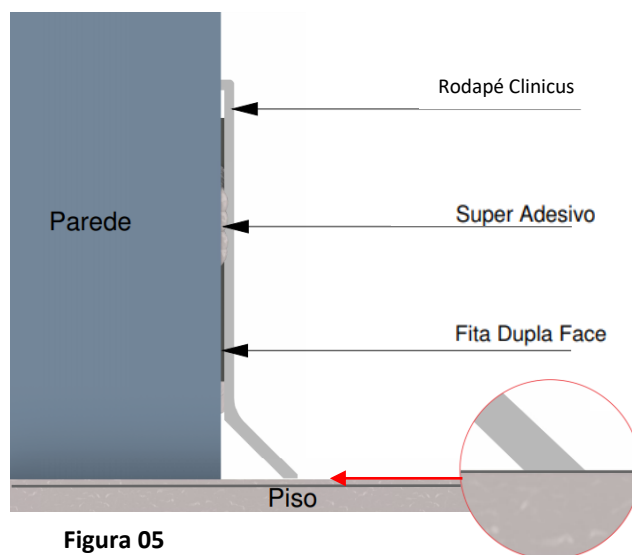 Rodapé Clinicus
Parede
Super Adesivo
Fita Dupla Face
Piso
Figura 05